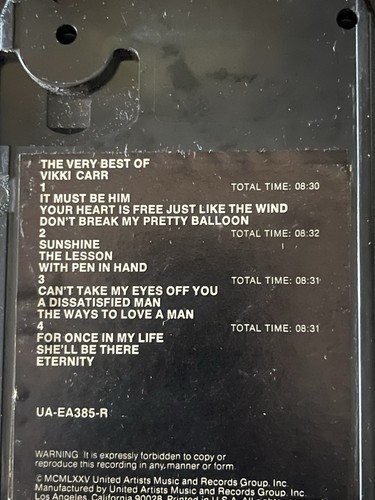 THE VERY BEST OF
VIKKI CARR
1 TOTAL TIME: 08:30
IT MUST BE HIM
YOUR HEART IS FREE JUST LIKE THE WIND
DON'T BREAK MY PRETTY BALLOON
2 TOTAL TIME: 08:32
SUNSHINE
THE LESSON
WITH PEN IN HAND
3 TOTAL TIME: 08:31
CAN'T TAKE MY EYES OFF YOU
A DISSATISFIED MAN
THE WAYS TO LOVE A MAN
4 TOTAL TIME: 08:31
FOR ONCE IN MY LIFE
SHE'LL BE THERE
ETERNITY
UA-EA385-R
WARNING It is expressly forbidden to copy or
reproduce this recording in any manner or form.
© MCMLXXV United Artists Music and Records Group, Inc
Manufactured by United Artists Music and Records Group, Inc.
Los Angeles, California 90028 Printed in U.S.A. All